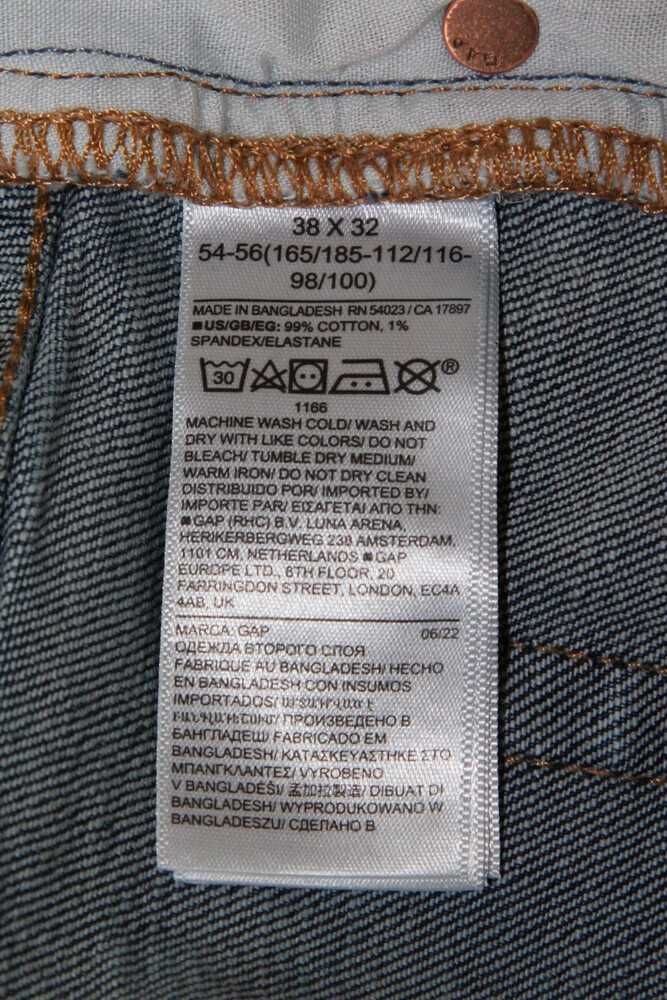 38 X 32
54-56(165/185-112/116-
98/100)
MADE IN BANGLADESH RN 54023 / CA 17897
■US/GB/EG: 99% COTTON, 1%
SPANDEX/ELASTANE
30 ®
1166
MACHINE WASH COLD/ WASH AND
DRY WITH LIKE COLORS/ DO NOT
BLEACH/ TUMBLE DRY MEDIUM/
WARM IRON/ DO NOT DRY CLEAN
DISTRIBUIDO POR/ IMPORTED BY/
IMPORTE PAR/ ΕΙΣΑΓΕΤΑΙ ΑΠΟ ΤΗΝ:
■GAP (RHC) B.V. LUNA ARENA,
HERIKERBERGWEG 238 AMSTERDAM,
1101 CM, NETHERLANDS ■GAP
EUROPE LTD., 6TH FLOOR, 20
FARRINGDON STREET, LONDON, EC4A
4AB, UK
MARCA: GAP 06/22
ОДЕЖДА ВТОРОГО СЛОЯ
FABRIQUE AU BANGLADESH/ HECHO
EN BANGLADESH CON INSUMOS
IMPORTADOS/
ПРОИЗВЕДЕНО В
БАНГЛАДЕШ/ FABRICADO EM
BANGLADESH/ ΚΑΤΑΣΚΕΥΑΣΤΗΚΕ ΣΤΟ
ΜΠΑΝΓΚΛΑΝΤΕΣ/ VYROBENO
V BANGLADÉŠI/ 孟加拉製造/ DIBUAT DI
BANGLADESH/ WYPRODUKOWANO W
BANGLADESZU/ СДЕЛАНО В